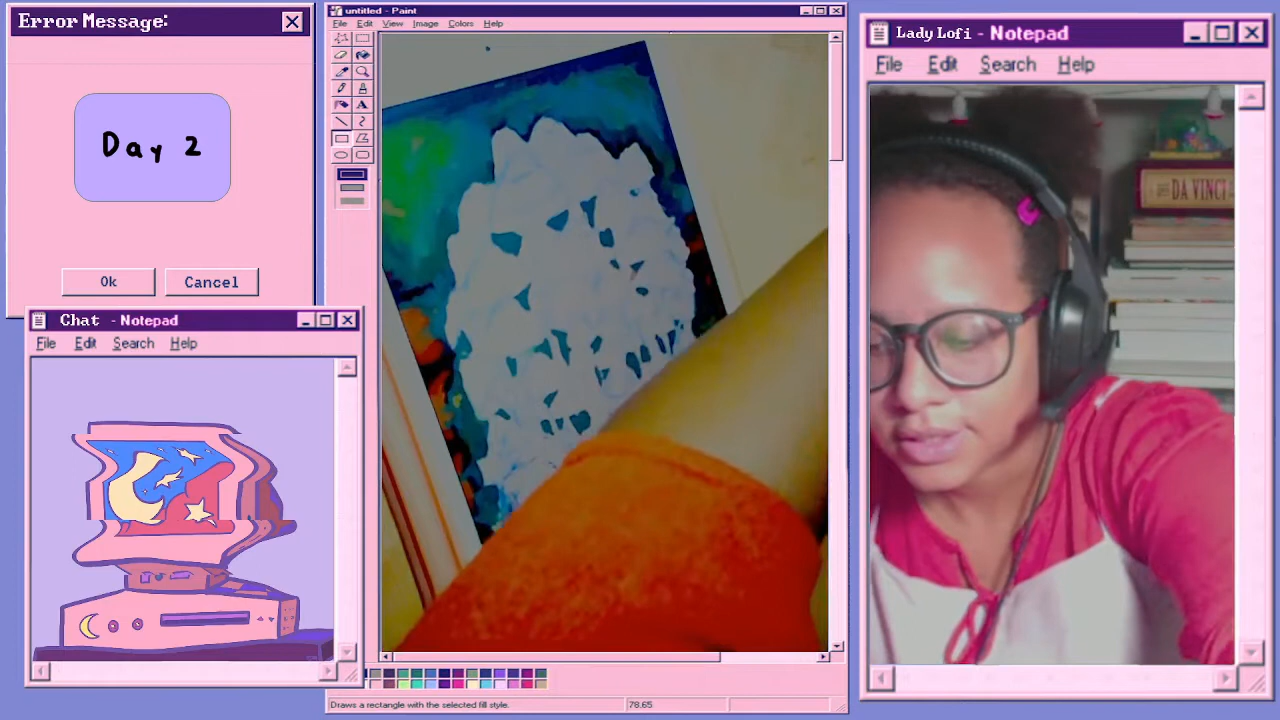 Error Message:
Day 2
Ok
Cancel
Chat - Notepad
File Edit Search Help
untitled - Paint
File Edit View Image Colors Help
A
Draws a rectangle with the selected fill style.
78,65
Lady Lofi - Notepad
File Edit Search Help
DA VINCI